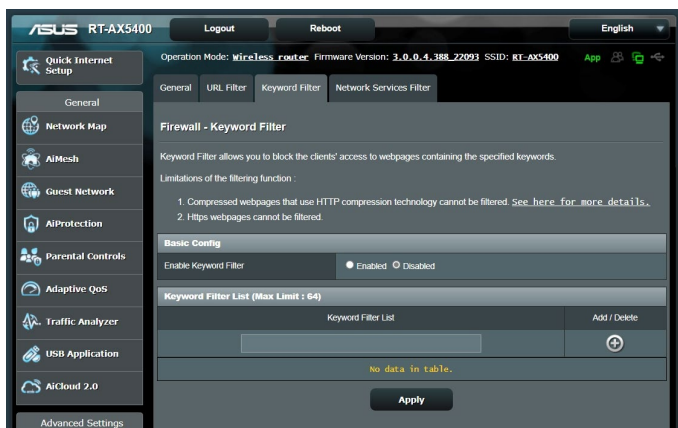 ASUS RT-AX5400 Logout Reboot English
Quick Internet Setup
Operation Mode: Wireless router Firmware Version: 3.0.0.4.388_22093 SSID: RT-AX5400 App
General URL Filter Keyword Filter Network Services Filter
General
Network Map
AiMesh
Guest Network
AiProtection
Parental Controls
Adaptive QoS
Traffic Analyzer
USB Application
AiCloud 2.0
Advanced Settings
Firewall - Keyword Filter
Keyword Filter allows you to block the clients' access to webpages containing the specified keywords.
Limitations of the filtering function :
1. Compressed webpages that use HTTP compression technology cannot be filtered. See here for more details.
2. Https webpages cannot be filtered.
Basic Config
Enable Keyword Filter Enabled Disabled
Keyword Filter List (Max Limit : 64)
Keyword Filter List Add / Delete
No data in table.
Apply